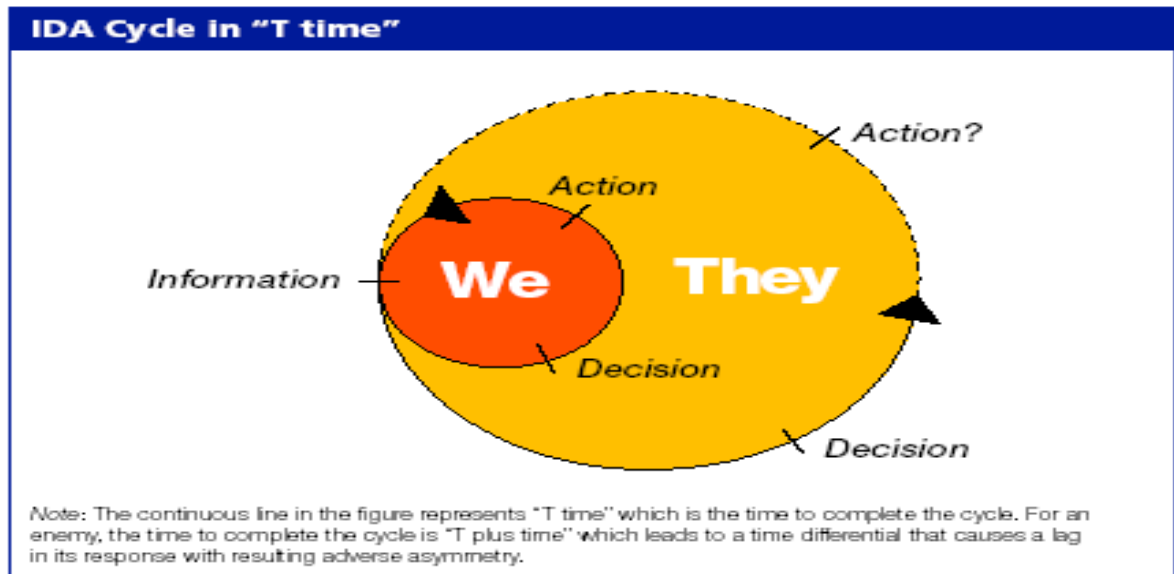 IDA Cycle in “T time”
Action?
Action
Information
We
They
Decision
Decision
Note: The continuous line in the figure represents “T time” which is the time to complete the cycle. For an
enemy, the time to complete the cycle is “T plus time” which leads to a time differential that causes a lag
in its response with resulting adverse asymmetry.